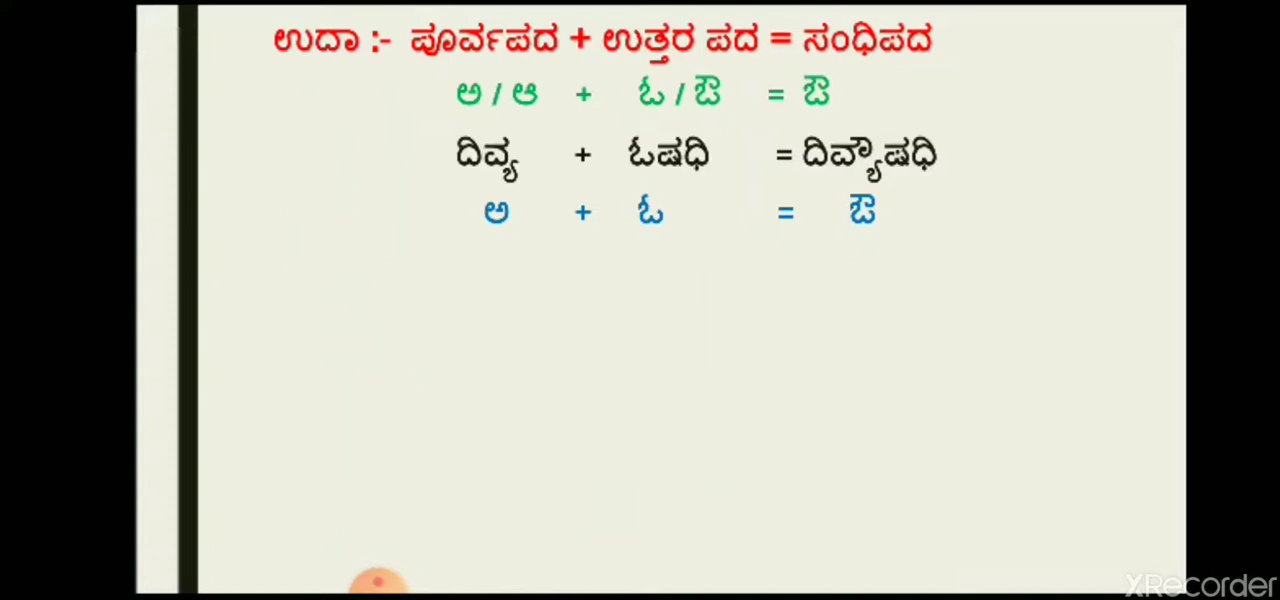 ಉದಾ :- ಪೂರ್ವಪದ + ಉತ್ತರ ಪದ = ಸಂಧಿಪದ
ಅ / ಆ + ಓ / ಔ = ಔ
ದಿವ್ಯ + ಓಷಧಿ = ದಿವ್ಯೌಷಧಿ
ಅ + ಓ = ಔ
XRecorder